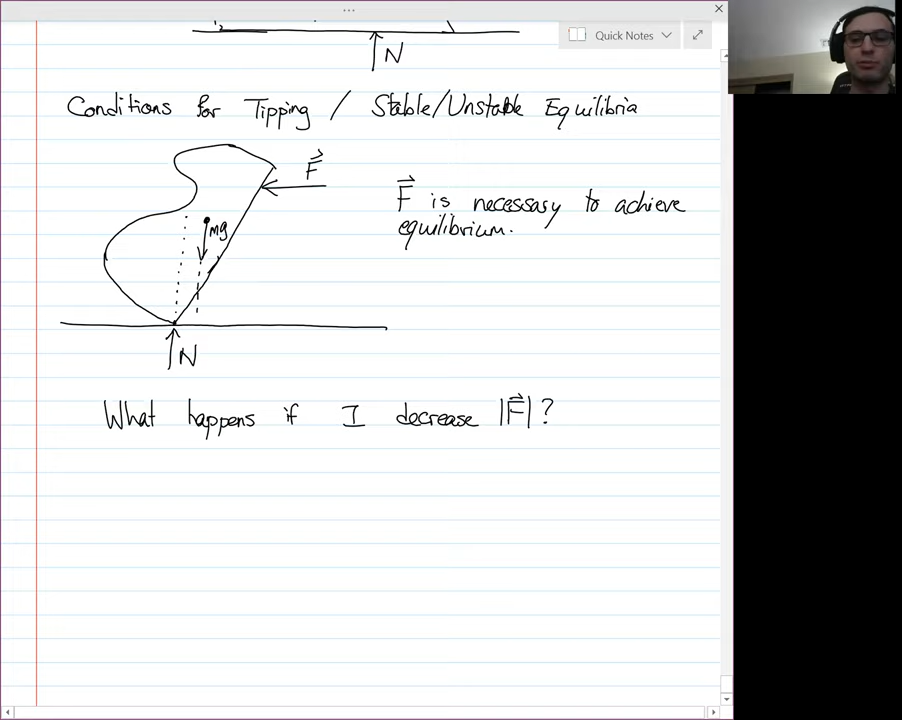 N
Quick Notes
Conditions for Tipping / Stable/Unstable Equilibria
F
F is necessary to achieve
equilibrium.
mg
N
What happens if I decrease |F|?